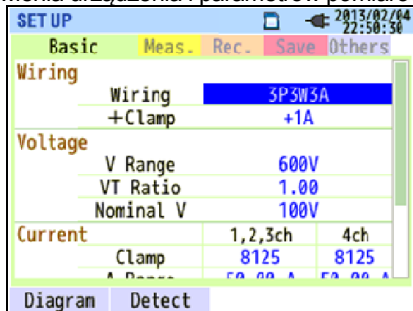 SET UP 2013/02/04
22:50:30
Basic Meas. Rec. Save Others
Wiring
Wiring 3P3W3A
+Clamp +1A
Voltage
V Range 600V
VT Ratio 1.00
Nominal V 100V
Current 1,2,3ch 4ch
Clamp 8125 8125
Diagram Detect